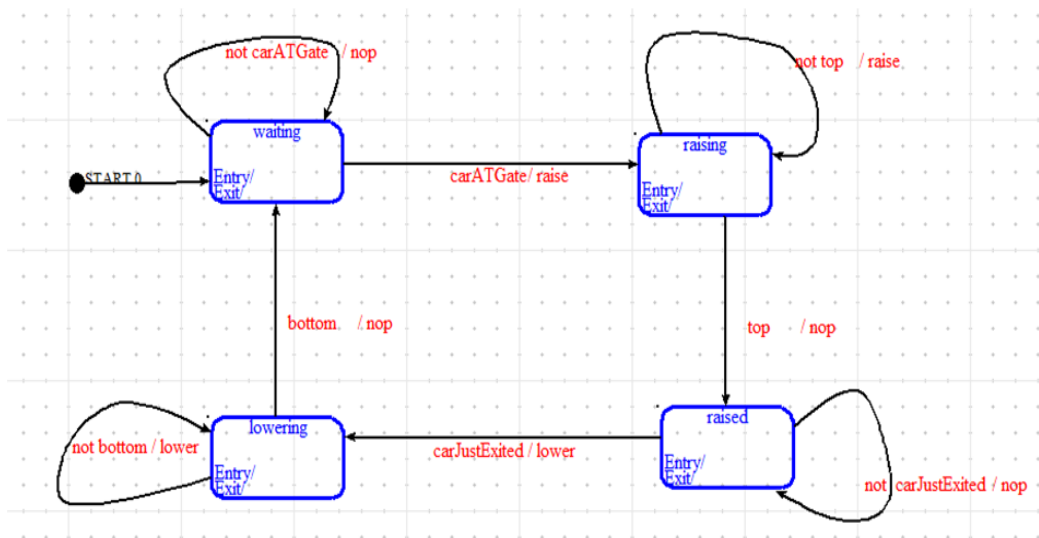 not carATGate / nop
not top / raise
waiting
raising
START 0
Entry/
Exit/
carATGate/ raise
Entry/
Exit/
bottom. / nop
top / nop
lowering
raised
not bottom / lower
carJustExited / lower
Entry/
Exit/
Entry/
Exit/
not carJustExited / nop